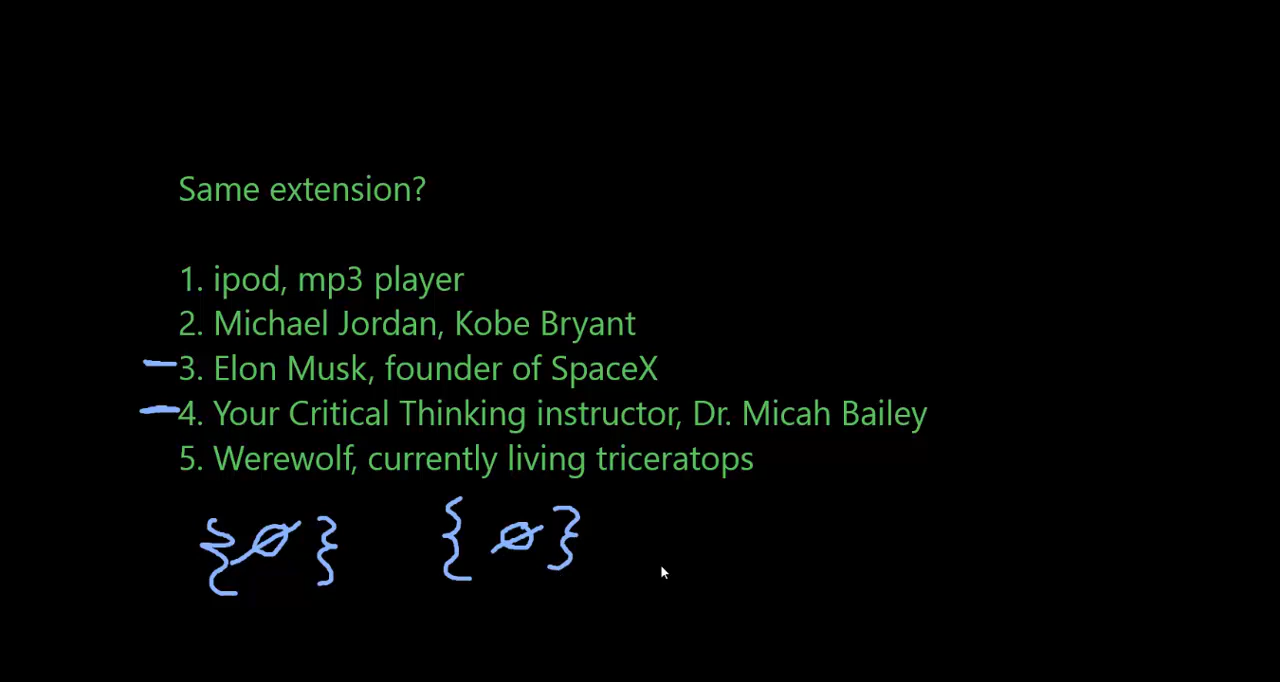 Same extension?
1. ipod, mp3 player
2. Michael Jordan, Kobe Bryant
3. Elon Musk, founder of SpaceX
4. Your Critical Thinking instructor, Dr. Micah Bailey
5. Werewolf, currently living triceratops
{∅} {∅}